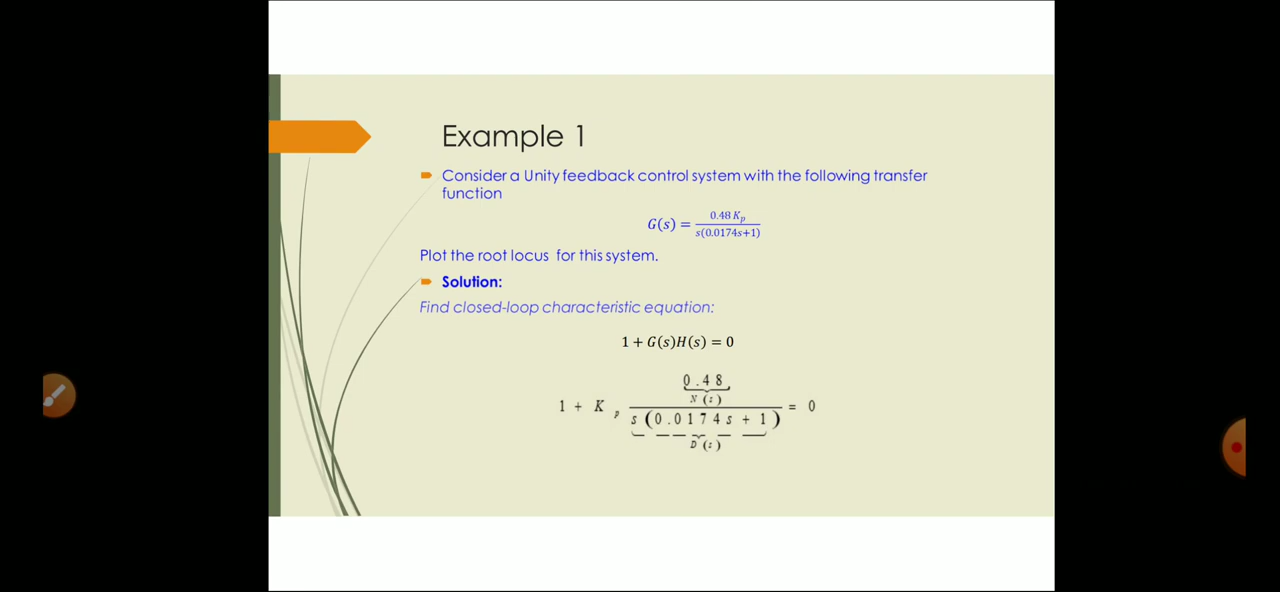 Example 1
Consider a Unity feedback control system with the following transfer
function
G(s) = 0.48 Kp / s(0.0174s+1)
Plot the root locus for this system.
Solution:
Find closed-loop characteristic equation:
1 + G(s)H(s) = 0
0.48
N(s)
1 + Kp = 0
s(0.0174s + 1)
D(s)